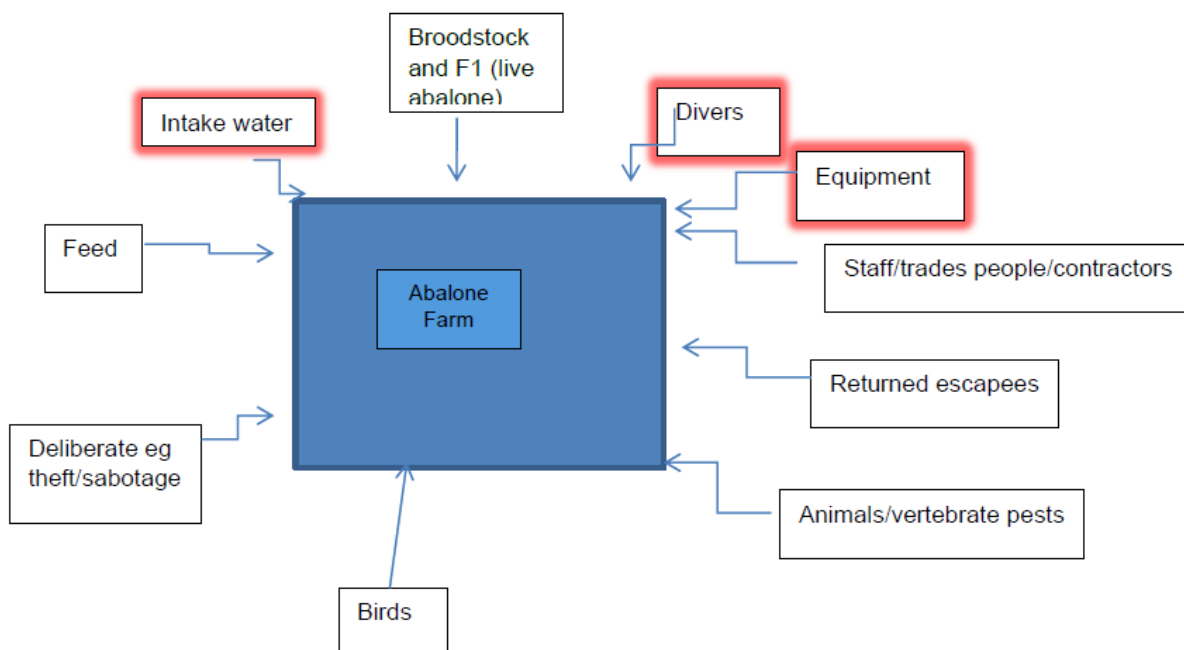 Broodstock
and F1 (live
abalone)
Intake water
Divers
Equipment
Feed
Staff/trades people/contractors
Abalone
Farm
Returned escapees
Deliberate eg
theft/sabotage
Animals/vertebrate pests
Birds